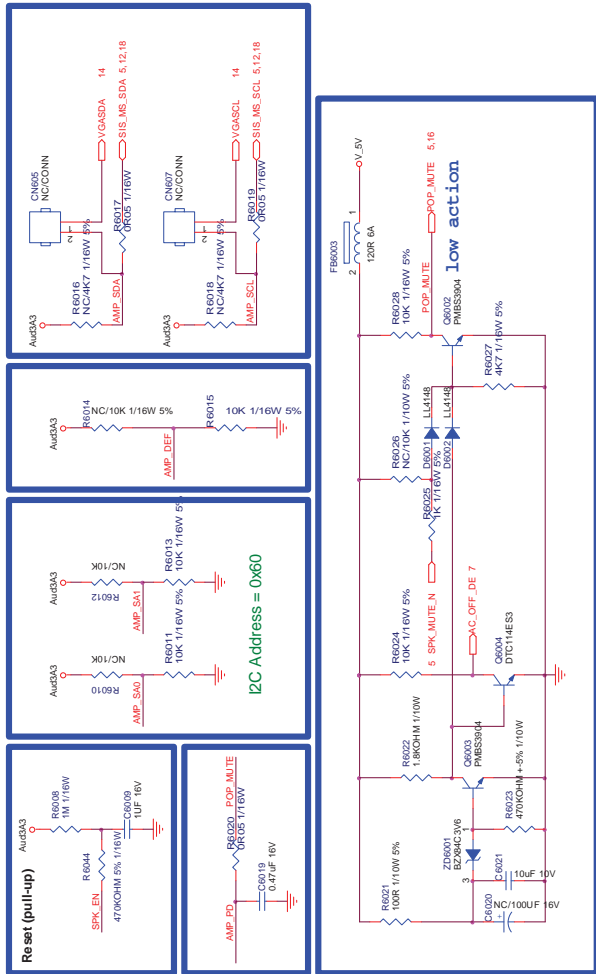 Aud3A3
R6016
NC/4K7 1/16W 5%
AMP_SDA
CN605
NC/CONN
1
2
R6017
0R05 1/16W
VGASDA 14
SIS_MS_SDA 5,12,18
Aud3A3
R6018
NC/4K7 1/16W 5%
AMP_SCL
CN607
NC/CONN
1
2
R6019
0R05 1/16W
VGASCL 14
SIS_MS_SCL 5,12,18
Aud3A3
R6014
NC/10K 1/16W 5%
AMP_DEF
R6015
10K 1/16W 5%
Aud3A3
R6010
NC/10K
AMP_SA0
R6011
10K 1/16W 5%
Aud3A3
R6012
NC/10K
AMP_SA1
R6013
10K 1/16W 5%
I2C Address = 0x60
Reset (pull-up)
Aud3A3
R6008
1M 1/16W
SPK_EN
R6044
470KOHM 5% 1/16W
C6009
1UF 16V
AMP_PD
R6020
0R05 1/16W
POP_MUTE
C6019
0.47uF 16V
R6021
100R 1/10W 5%
C6020
NC/100UF 16V
+
C6021
10uF 10V
ZD6001
BZX84C3V6
3
1
R6022
1.8KOHM 1/10W
Q6003
PMBS3904
R6023
470KOHM +-5% 1/10W
R6024
10K 1/16W 5%
AC_OFF_DE 7
Q6004
DTC114ES3
5 SPK_MUTE_N
R6025
1K 1/16W 5%
R6026
NC/10K 1/10W 5%
D6001
LL4148
D6002
LL4148
R6027
4K7 1/16W 5%
R6028
10K 1/16W 5%
Q6002
PMBS3904
POP_MUTE
POP_MUTE 5,16
low action
FB6003
2
1
120R 6A
V_5V